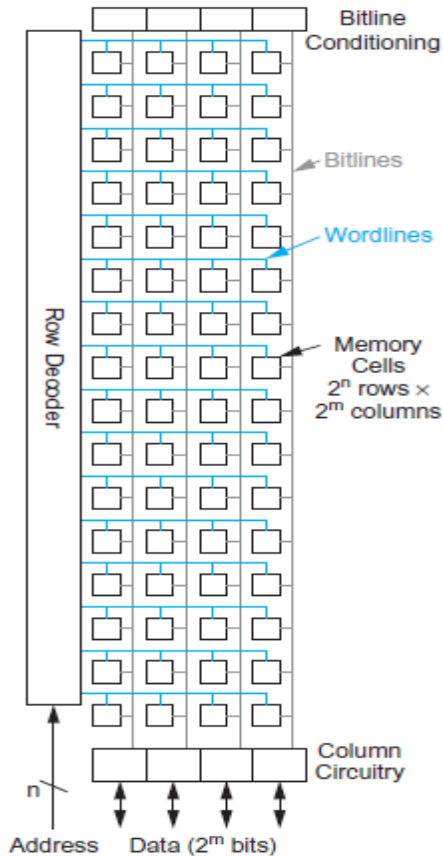 Bitline
Conditioning
Bitlines
Wordlines
Row Decoder
Memory
Cells
2ⁿ rows ×
2ᵐ columns
Column
Circuitry
n
Address
Data (2ᵐ bits)